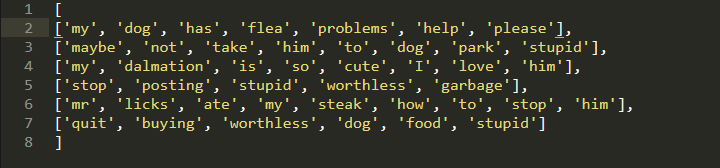 1 [
2 ['my', 'dog', 'has', 'flea', 'problems', 'help', 'please'],
3 ['maybe', 'not', 'take', 'him', 'to', 'dog', 'park', 'stupid'],
4 ['my', 'dalmation', 'is', 'so', 'cute', 'I', 'love', 'him'],
5 ['stop', 'posting', 'stupid', 'worthless', 'garbage'],
6 ['mr', 'licks', 'ate', 'my', 'steak', 'how', 'to', 'stop', 'him'],
7 ['quit', 'buying', 'worthless', 'dog', 'food', 'stupid']
8 ]